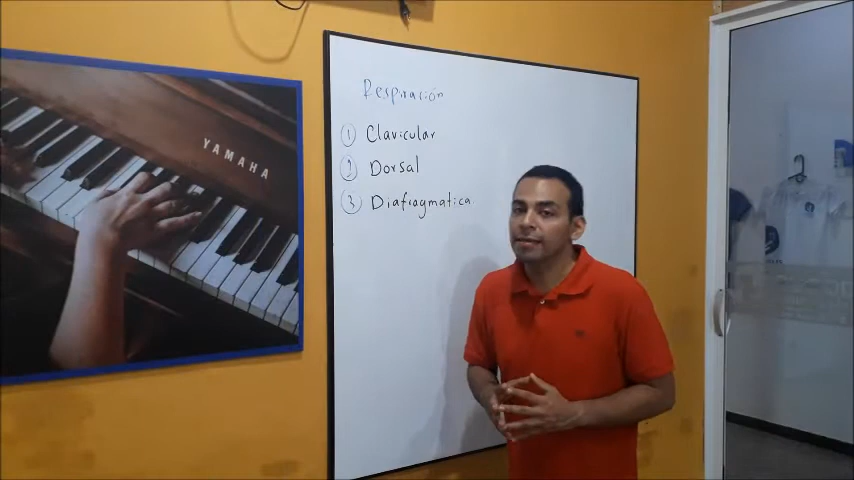 YAMAHA
Respiración
1 Clavicular
2 Dorsal
3 Diafragmatica